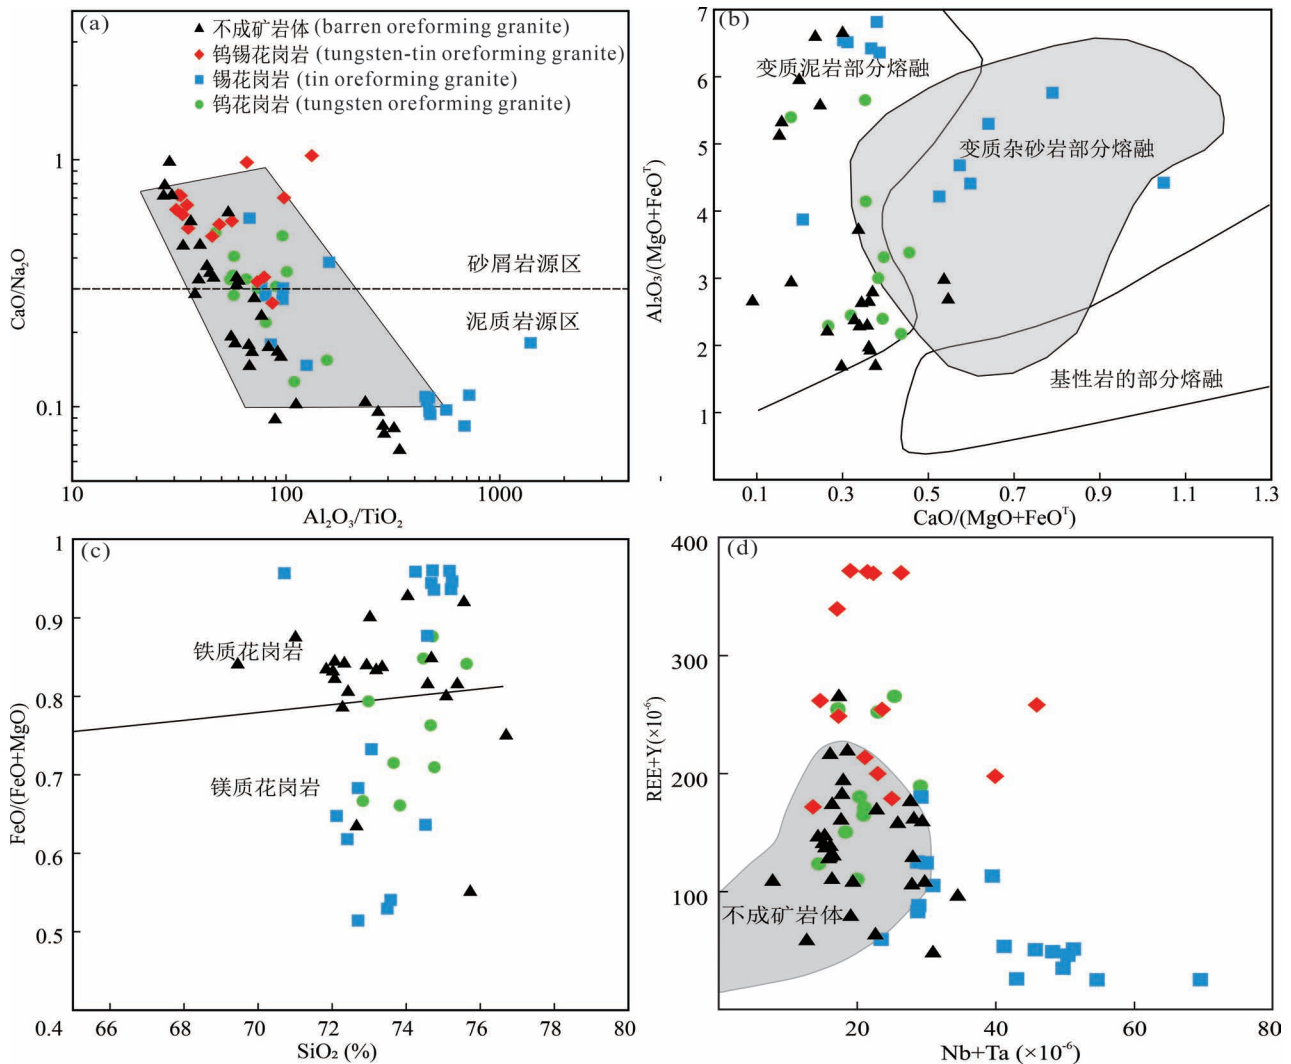 (a)
▲ 不成矿岩体 (barren oreforming granite)
◆ 钨锡花岗岩 (tungsten-tin oreforming granite)
■ 锡花岗岩 (tin oreforming granite)
● 钨花岗岩 (tungsten oreforming granite)
1
0.1
CaO/Na₂O
砂屑岩源区
泥质岩源区
10 100 1000
Al₂O₃/TiO₂
(b)
7
6
5
4
3
2
1
Al₂O₃/(MgO+FeOᵀ)
变质泥岩部分熔融
变质杂砂岩部分熔融
基性岩的部分熔融
0.1 0.3 0.5 0.7 0.9 1.1 1.3
CaO/(MgO+FeOᵀ)
(c)
1
0.9
0.8
0.7
0.6
0.5
0.4
FeO/(FeO+MgO)
铁质花岗岩
镁质花岗岩
66 68 70 72 74 76 78 80
SiO₂ (%)
(d)
400
300
200
100
0
REE+Y(×10⁻⁶)
不成矿岩体
20 40 60 80
Nb+Ta (×10⁻⁶)